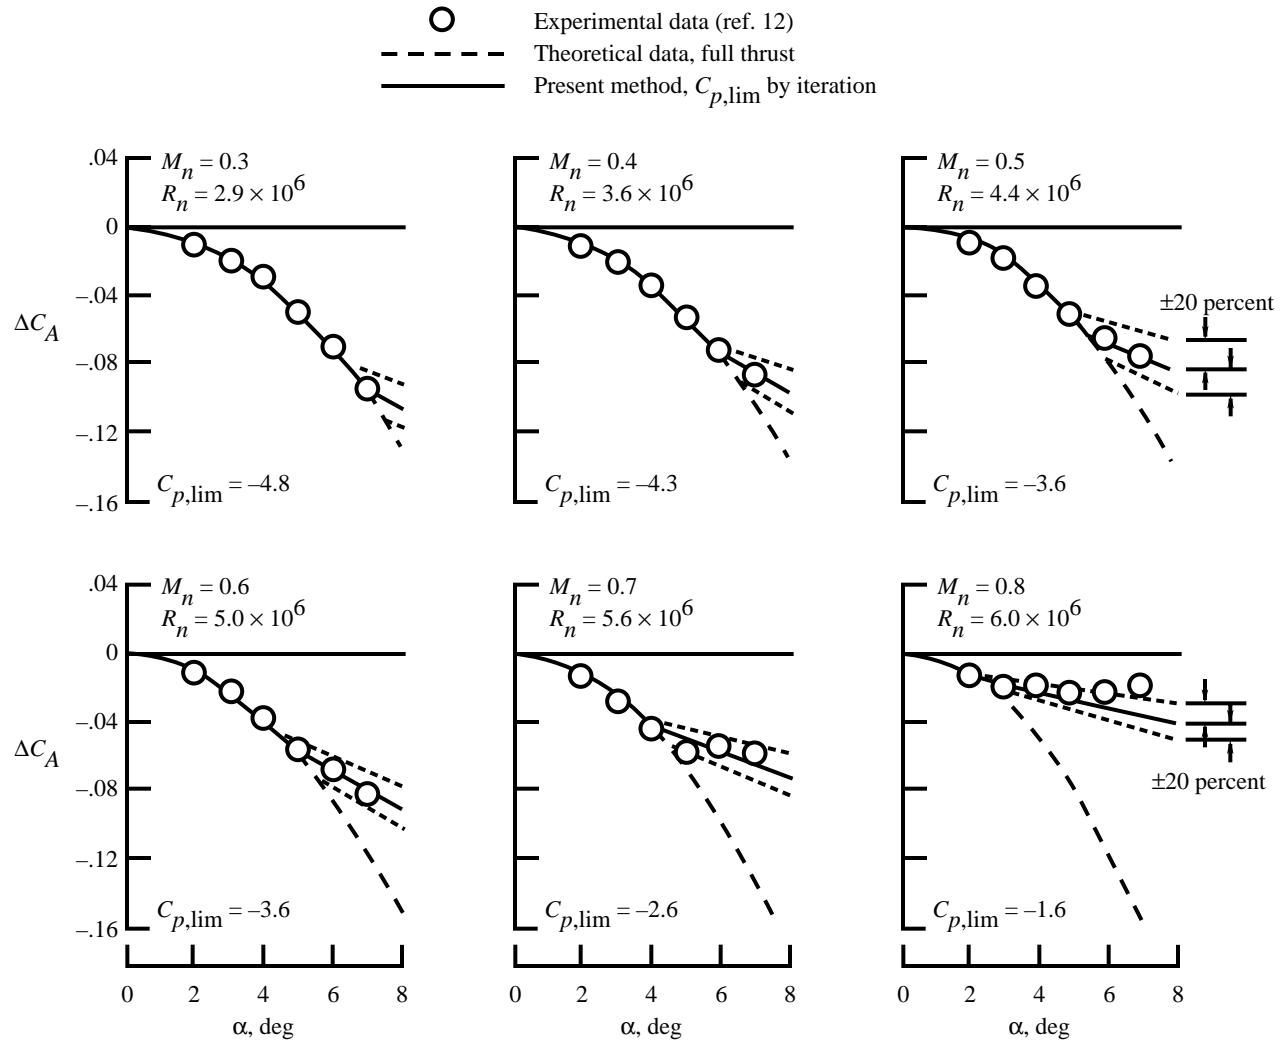 Experimental data (ref. 12)
Theoretical data, full thrust
Present method, Cp,lim by iteration
.04
0
–.04
–.08
–.12
–.16
ΔCA
Mn = 0.3
Rn = 2.9 × 10^6
Cp,lim = –4.8
Mn = 0.4
Rn = 3.6 × 10^6
Cp,lim = –4.3
Mn = 0.5
Rn = 4.4 × 10^6
±20 percent
Cp,lim = –3.6
.04
0
–.04
–.08
–.12
–.16
ΔCA
Mn = 0.6
Rn = 5.0 × 10^6
Cp,lim = –3.6
Mn = 0.7
Rn = 5.6 × 10^6
Cp,lim = –2.6
Mn = 0.8
Rn = 6.0 × 10^6
±20 percent
Cp,lim = –1.6
0 2 4 6 8
α, deg
0 2 4 6 8
α, deg
0 2 4 6 8
α, deg